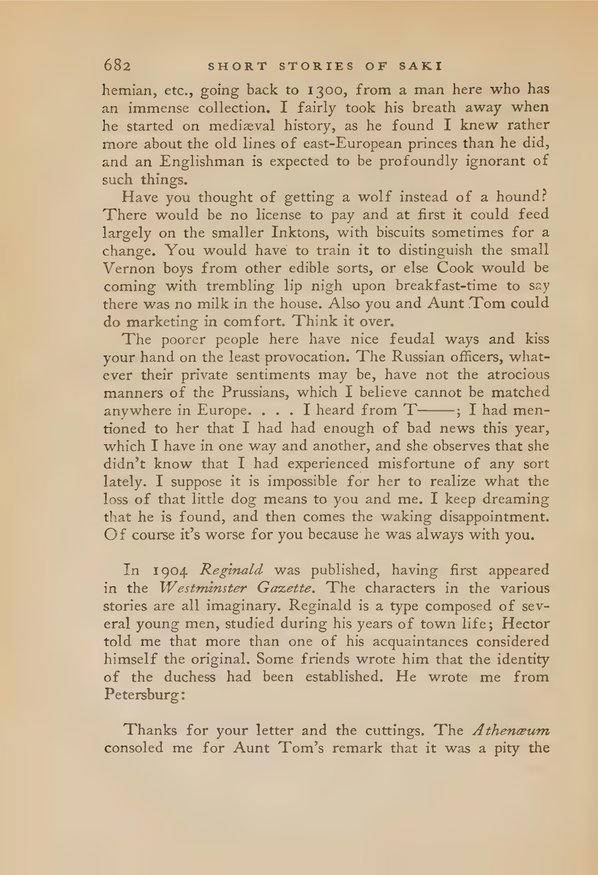 682 SHORT STORIES OF SAKI
hemian, etc., going back to 1300, from a man here who has
an immense collection. I fairly took his breath away when
he started on mediæval history, as he found I knew rather
more about the old lines of east-European princes than he did,
and an Englishman is expected to be profoundly ignorant of
such things.
Have you thought of getting a wolf instead of a hound?
There would be no license to pay and at first it could feed
largely on the smaller Inktons, with biscuits sometimes for a
change. You would have to train it to distinguish the small
Vernon boys from other edible sorts, or else Cook would be
coming with trembling lip nigh upon breakfast-time to say
there was no milk in the house. Also you and Aunt Tom could
do marketing in comfort. Think it over.
The poorer people here have nice feudal ways and kiss
your hand on the least provocation. The Russian officers, what-
ever their private sentiments may be, have not the atrocious
manners of the Prussians, which I believe cannot be matched
anywhere in Europe. . . . I heard from T——; I had men-
tioned to her that I had had enough of bad news this year,
which I have in one way and another, and she observes that she
didn't know that I had experienced misfortune of any sort
lately. I suppose it is impossible for her to realize what the
loss of that little dog means to you and me. I keep dreaming
that he is found, and then comes the waking disappointment.
Of course it's worse for you because he was always with you.
In 1904 Reginald was published, having first appeared
in the Westminster Gazette. The characters in the various
stories are all imaginary. Reginald is a type composed of sev-
eral young men, studied during his years of town life; Hector
told me that more than one of his acquaintances considered
himself the original. Some friends wrote him that the identity
of the duchess had been established. He wrote me from
Petersburg:
Thanks for your letter and the cuttings. The Athenæum
consoled me for Aunt Tom's remark that it was a pity the